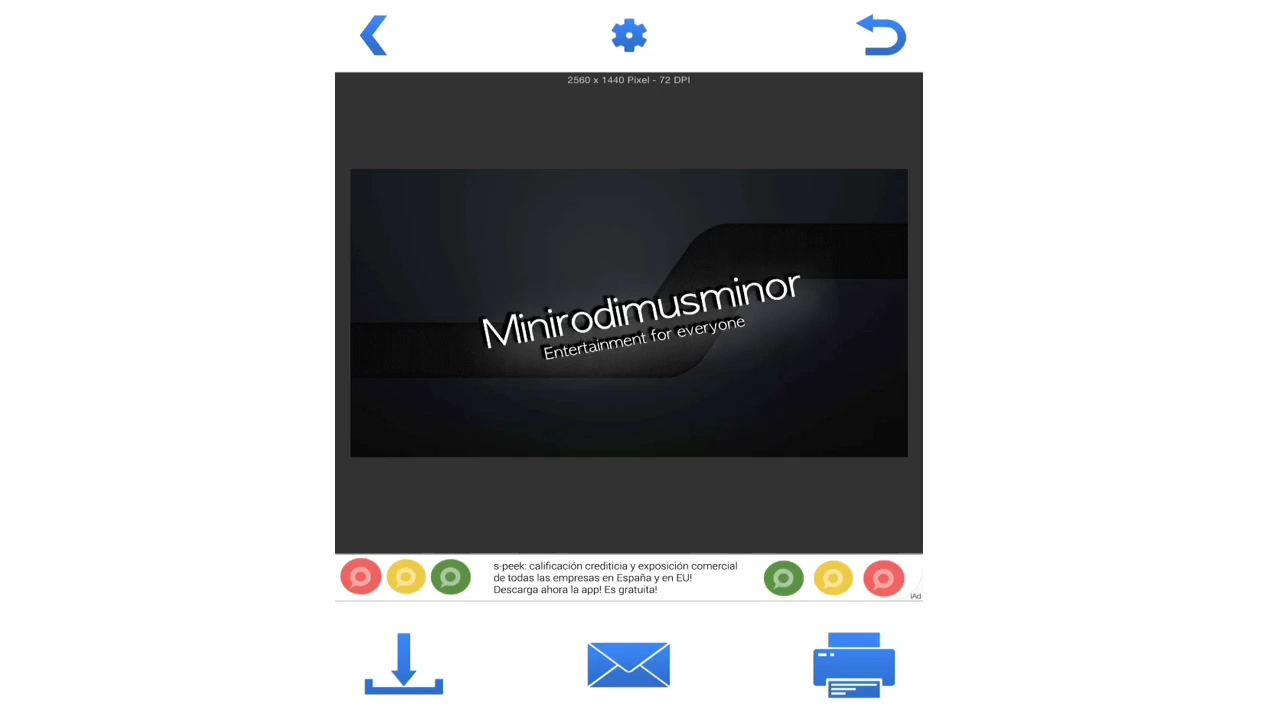 2560 x 1440 Pixel - 72 DPI
Minirodimusminor
Entertainment for everyone
s-peek: calificación crediticia y exposición comercial
de todas las empresas en España y en EU!
Descarga ahora la app! Es gratuita!
iAd